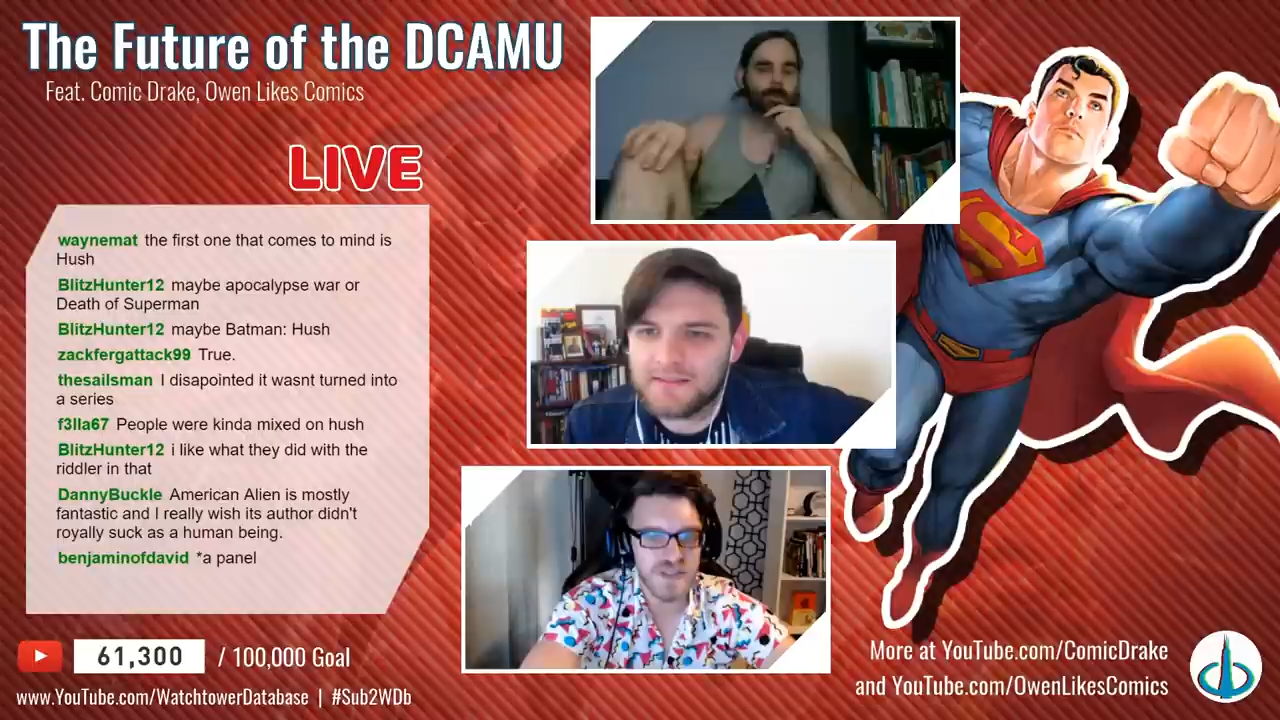 The Future of the DCAMU
Feat. Comic Drake, Owen Likes Comics
LIVE
waynemat the first one that comes to mind is
Hush
BlitzHunter12 maybe apocalypse war or
Death of Superman
BlitzHunter12 maybe Batman: Hush
zackfergattack99 True.
thesailsman I disapointed it wasnt turned into
a series
f3lla67 People were kinda mixed on hush
BlitzHunter12 i like what they did with the
riddler in that
DannyBuckle American Alien is mostly
fantastic and I really wish its author didn't
royally suck as a human being.
benjaminofdavid *a panel
61,300 / 100,000 Goal
www.YouTube.com/WatchtowerDatabase | #Sub2WDb
More at YouTube.com/ComicDrake
and YouTube.com/OwenLikesComics